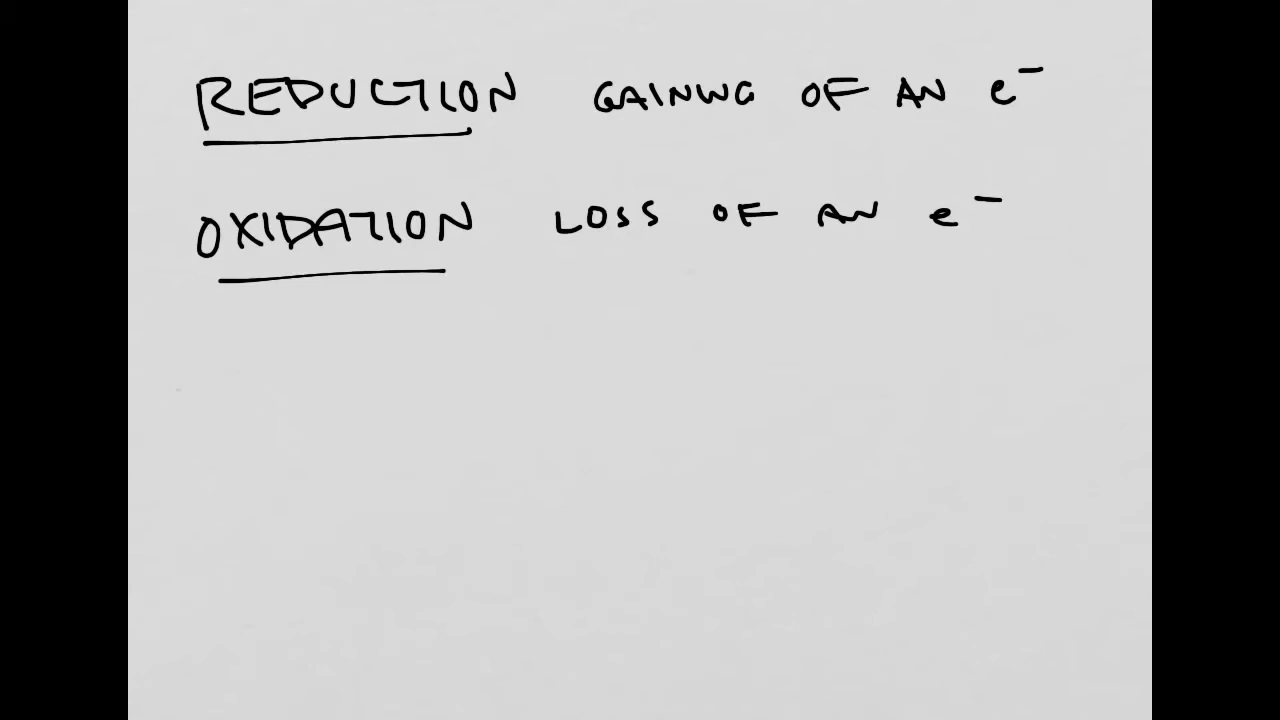 REDUCTION GAINING OF AN e⁻
OXIDATION LOSS OF AN e⁻